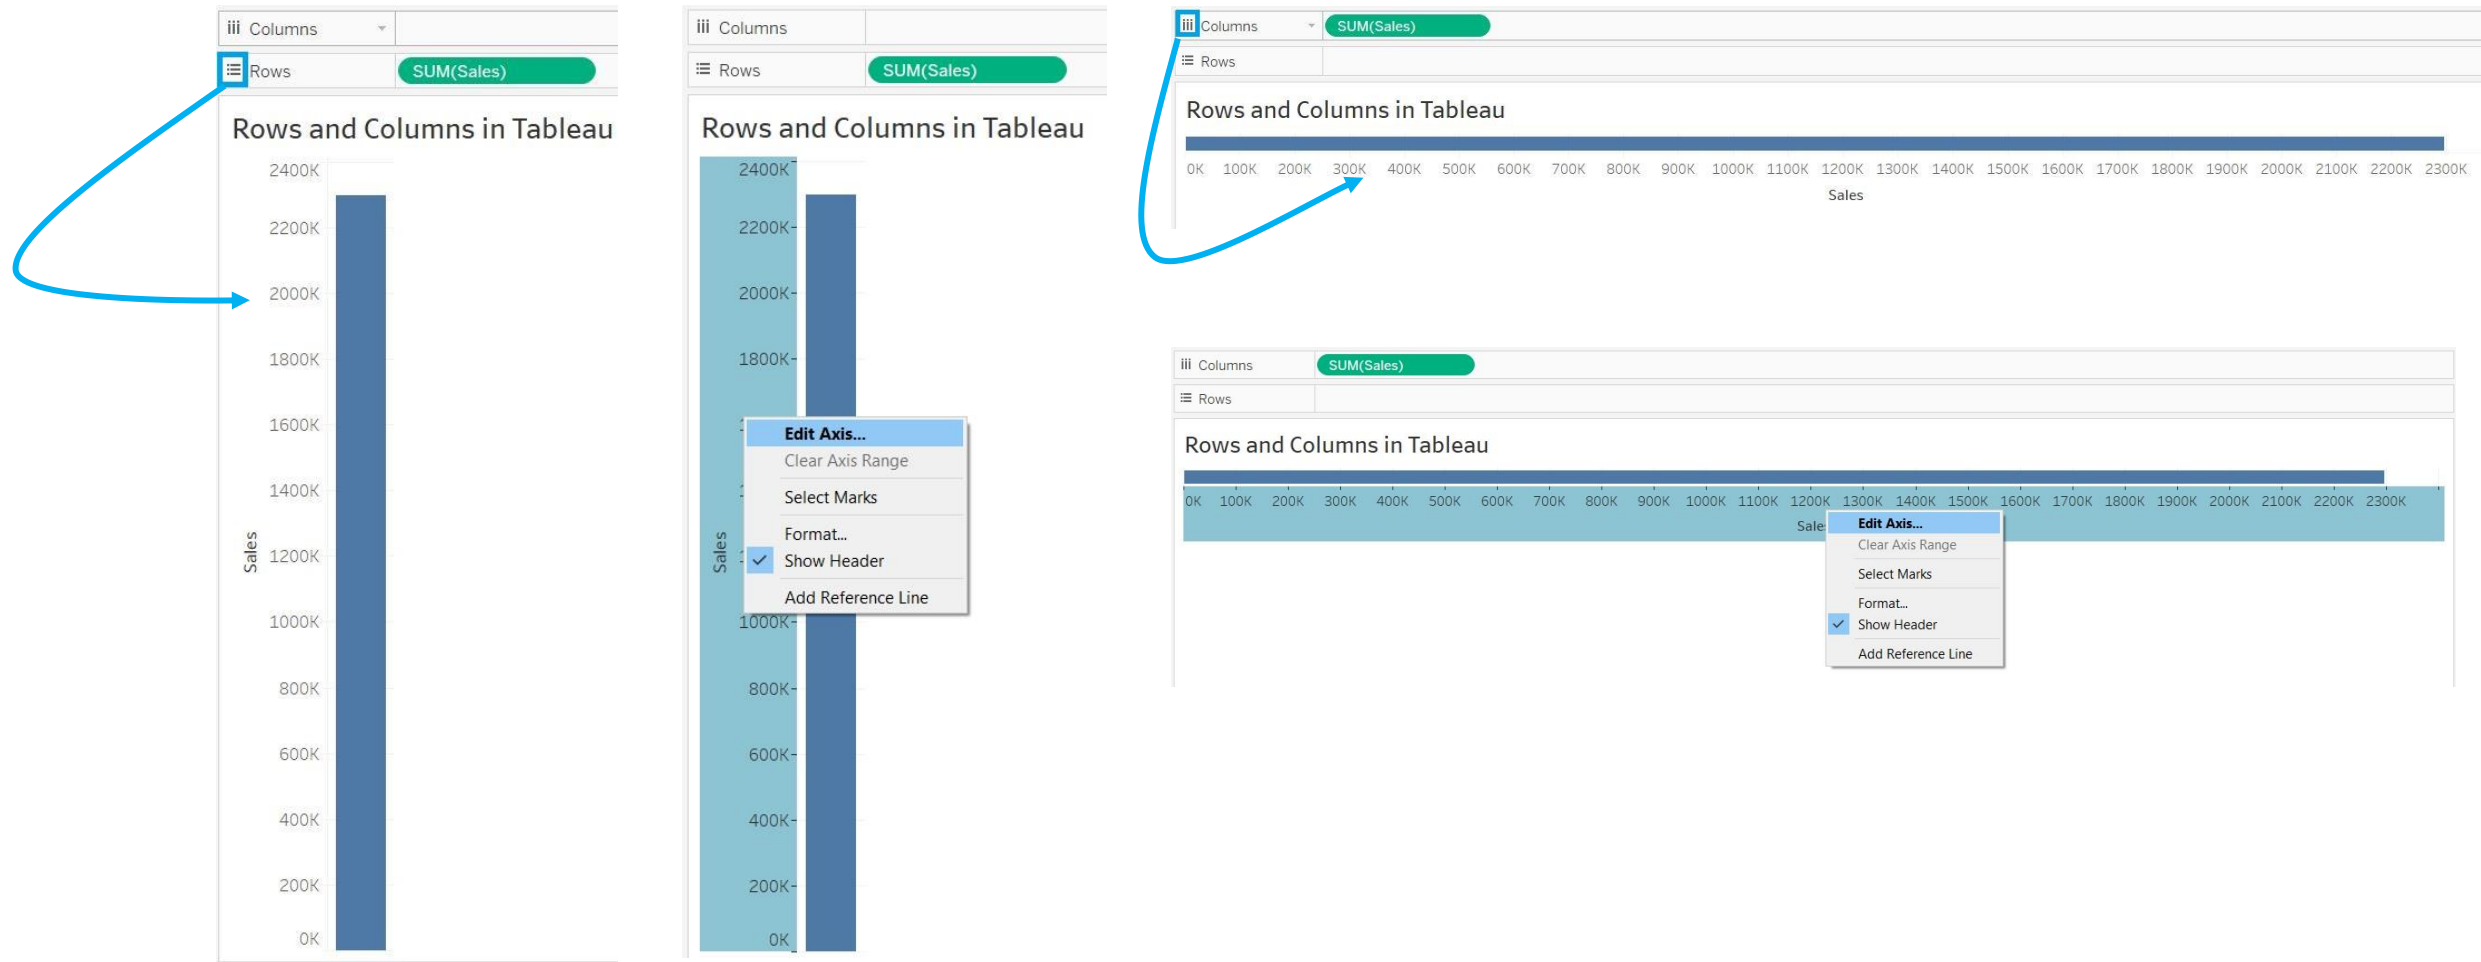 iii Columns
Rows SUM(Sales)
Rows and Columns in Tableau
2400K
2200K
2000K
1800K
1600K
1400K
1200K
1000K
800K
600K
400K
200K
0K
Sales
iii Columns
Rows SUM(Sales)
Rows and Columns in Tableau
2400K
2200K
2000K
1800K
1000K
800K
600K
400K
200K
0K
Sales
Edit Axis...
Clear Axis Range
Select Marks
Format...
Show Header
Add Reference Line
iii Columns SUM(Sales)
Rows
Rows and Columns in Tableau
0K 100K 200K 300K 400K 500K 600K 700K 800K 900K 1000K 1100K 1200K 1300K 1400K 1500K 1600K 1700K 1800K 1900K 2000K 2100K 2200K 2300K
Sales
iii Columns SUM(Sales)
Rows
Rows and Columns in Tableau
0K 100K 200K 300K 400K 500K 600K 700K 800K 900K 1000K 1100K 1200K 1300K 1400K 1500K 1600K 1700K 1800K 1900K 2000K 2100K 2200K 2300K
Sale
Edit Axis...
Clear Axis Range
Select Marks
Format...
Show Header
Add Reference Line